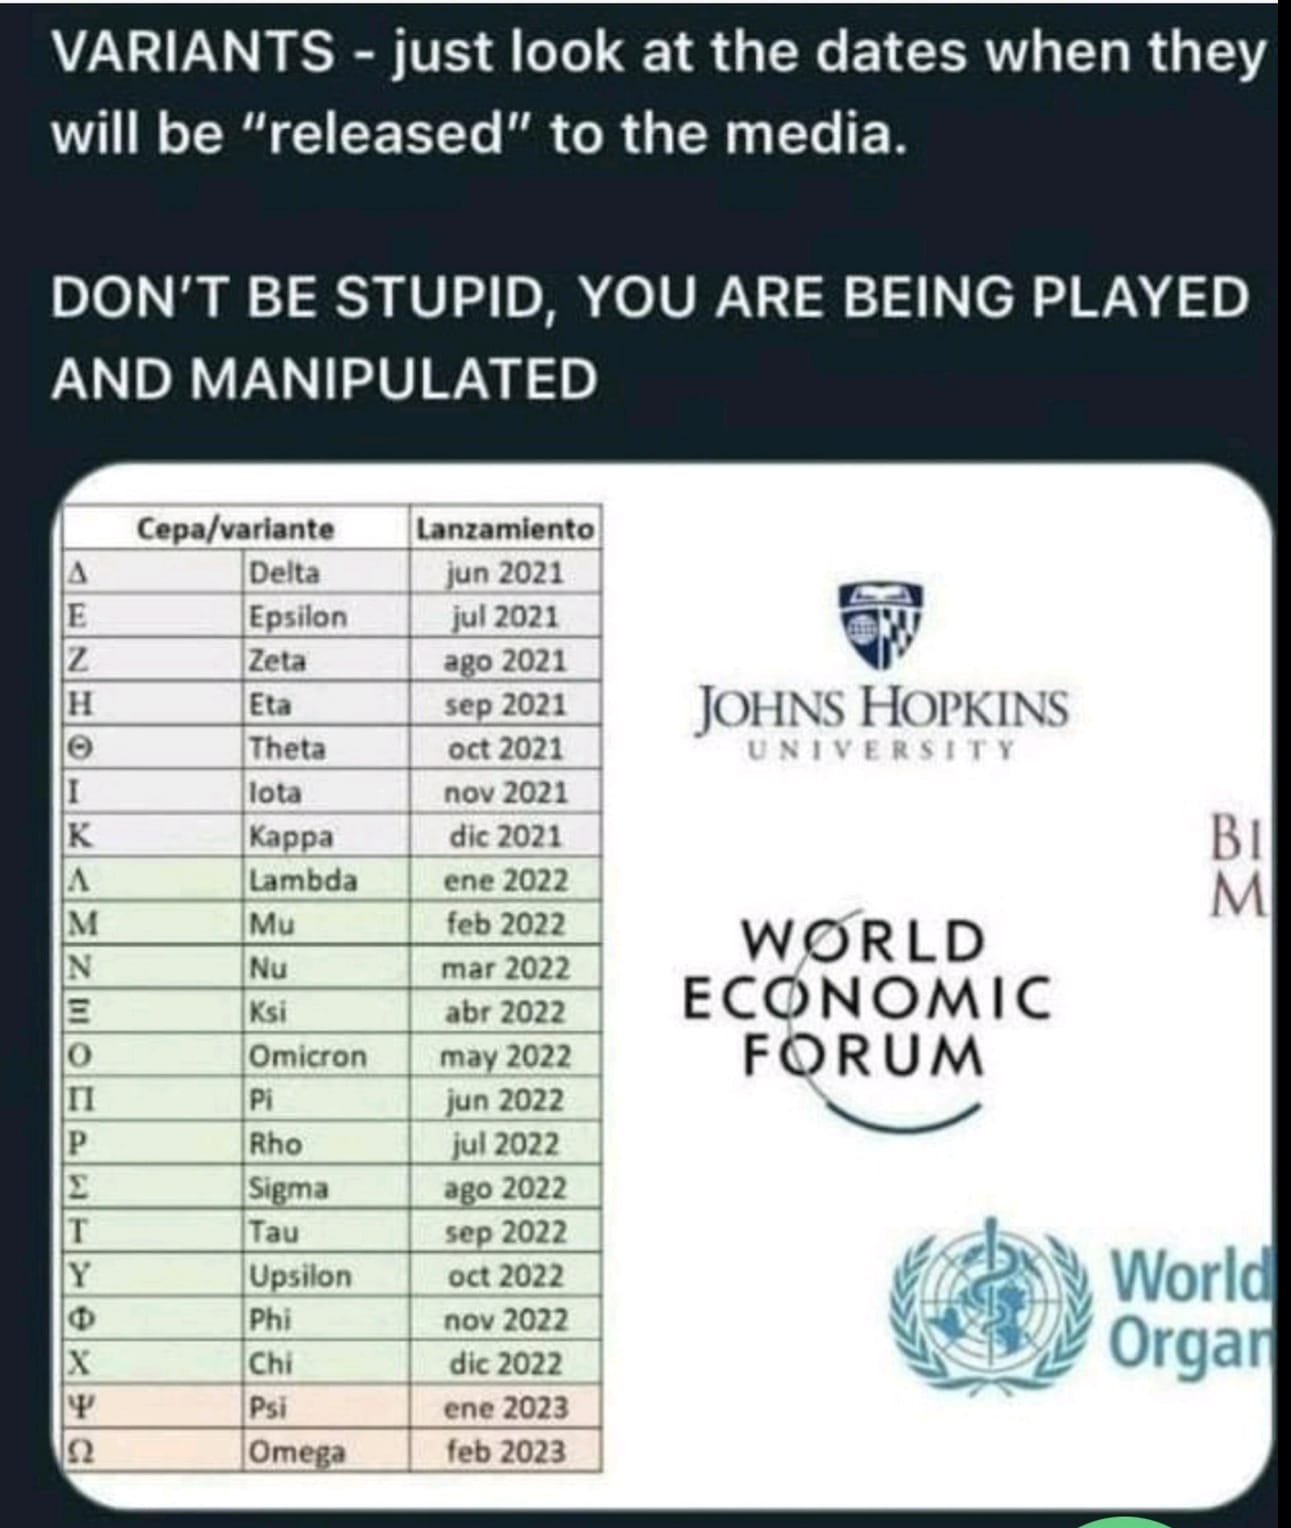 VARIANTS - just look at the dates when they
will be “released” to the media.
DON'T BE STUPID, YOU ARE BEING PLAYED
AND MANIPULATED
Cepa/variante Lanzamiento
Δ Delta jun 2021
E Epsilon jul 2021
Z Zeta ago 2021
H Eta sep 2021
Θ Theta oct 2021
I Iota nov 2021
K Kappa dic 2021
Λ Lambda ene 2022
M Mu feb 2022
N Nu mar 2022
Ξ Ksi abr 2022
O Omicron may 2022
Π Pi jun 2022
P Rho jul 2022
Σ Sigma ago 2022
T Tau sep 2022
Υ Upsilon oct 2022
Φ Phi nov 2022
X Chi dic 2022
Ψ Psi ene 2023
Ω Omega feb 2023
JOHNS HOPKINS
UNIVERSITY
BI
M
WORLD
ECONOMIC
FORUM
World
Organ